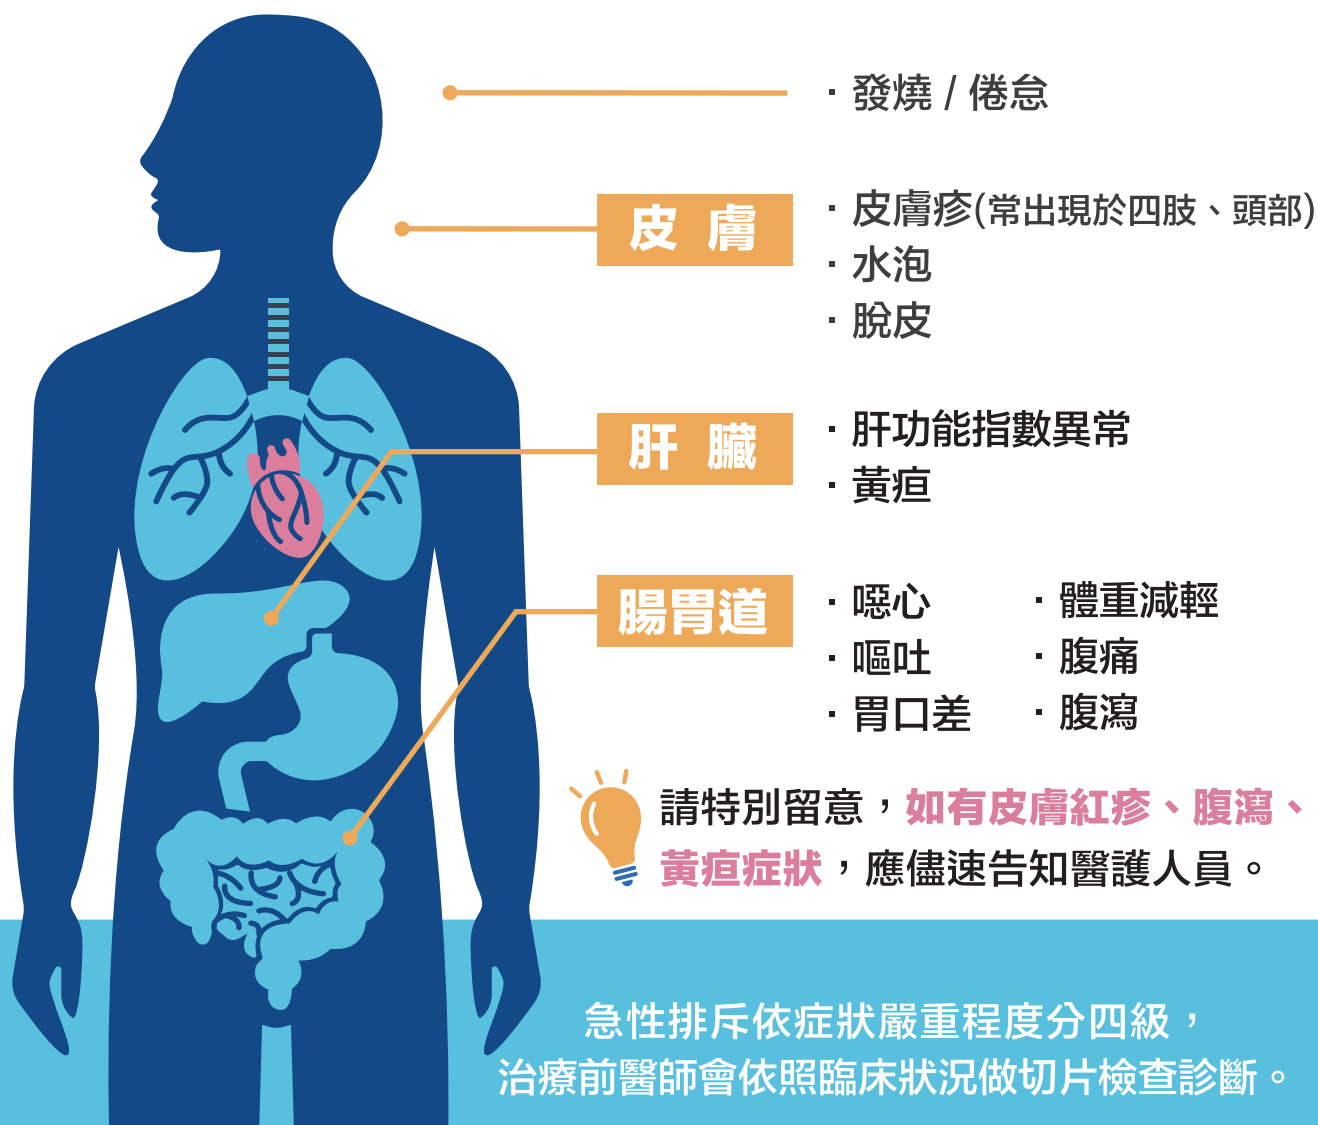 · 發燒 / 倦怠
皮 膚
· 皮膚疹(常出現於四肢、頭部)
· 水泡
· 脫皮
肝 臟
· 肝功能指數異常
· 黃疸
腸胃道
· 噁心
· 嘔吐
· 胃口差
· 體重減輕
· 腹痛
· 腹瀉
請特別留意，如有皮膚紅疹、腹瀉、
黃疸症狀，應儘速告知醫護人員。
急性排斥依症狀嚴重程度分四級，
治療前醫師會依照臨床狀況做切片檢查診斷。